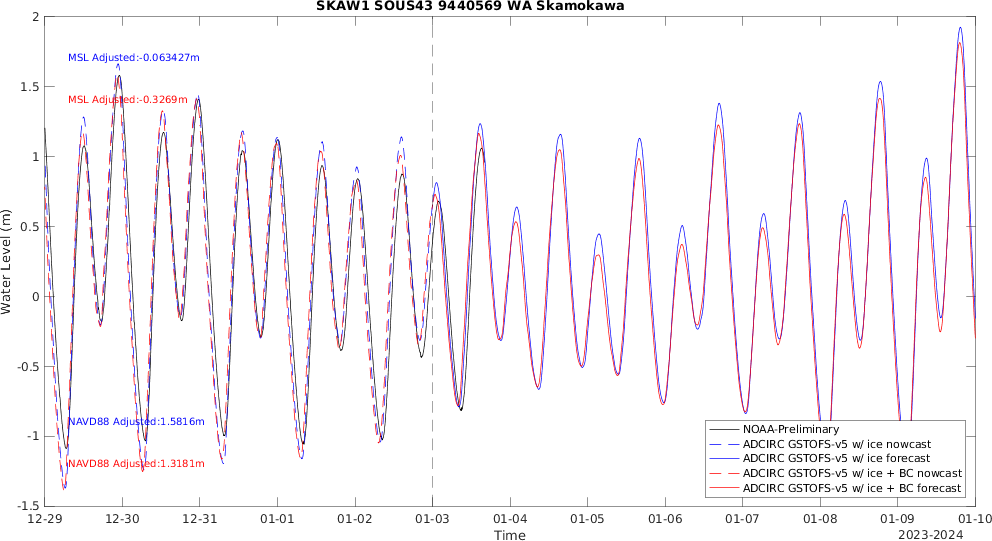 SKAW1 SOUS43 9440569 WA Skamokawa
MSL Adjusted:-0.063427m
MSL Adjusted:-0.3269m
NAVD88 Adjusted:1.5816m
NAVD88 Adjusted:1.3181m
Water Level (m)
2
1.5
1
0.5
0
-0.5
-1
-1.5
NOAA-Preliminary
ADCIRC GSTOFS-v5 w/ ice nowcast
ADCIRC GSTOFS-v5 w/ ice forecast
ADCIRC GSTOFS-v5 w/ ice + BC nowcast
ADCIRC GSTOFS-v5 w/ ice + BC forecast
12-29 12-30 12-31 01-01 01-02 01-03 01-04 01-05 01-06 01-07 01-08 01-09 01-10
Time
2023-2024